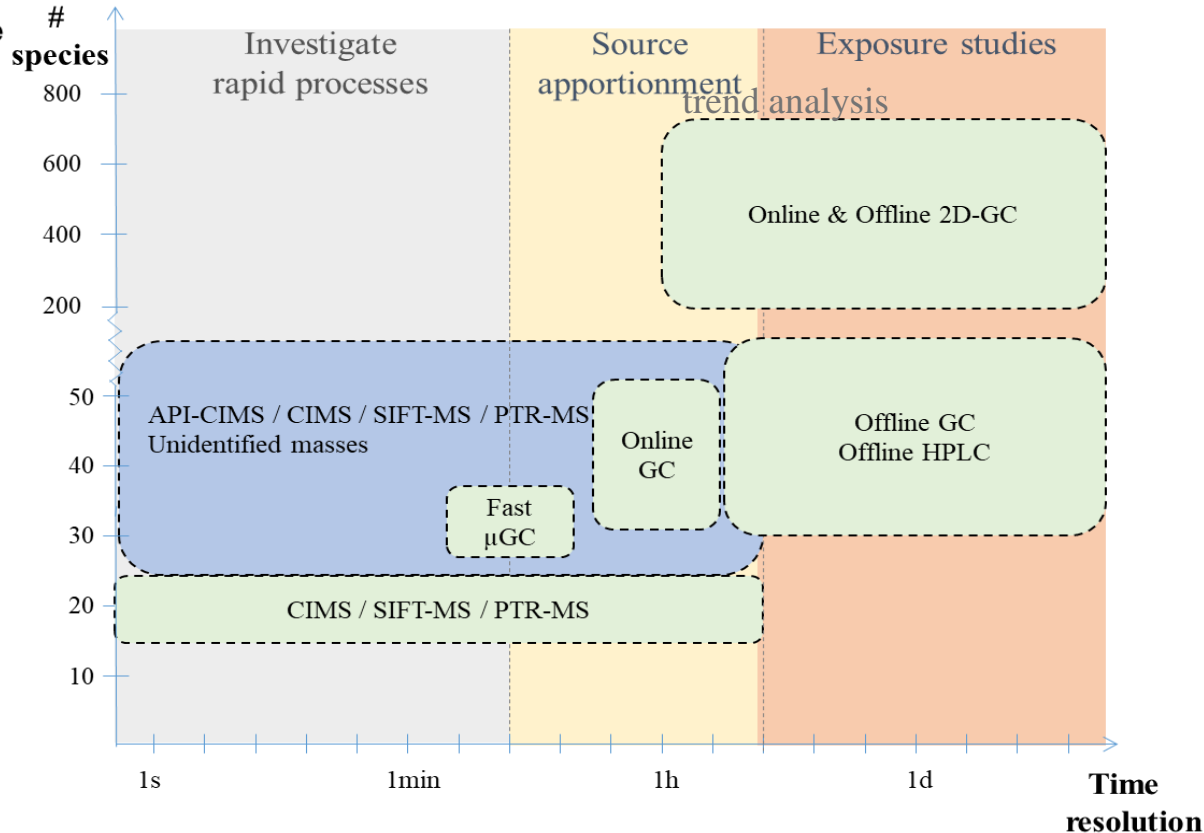 e
#
species
Investigate
rapid processes
Source
apportionment
Exposure studies
trend analysis
800
600
400
200
50
40
30
20
10
Online & Offline 2D-GC
API-CIMS / CIMS / SIFT-MS / PTR-MS
Unidentified masses
Online
GC
Offline GC
Offline HPLC
Fast
µGC
CIMS / SIFT-MS / PTR-MS
1s
1min
1h
1d
Time
resolution